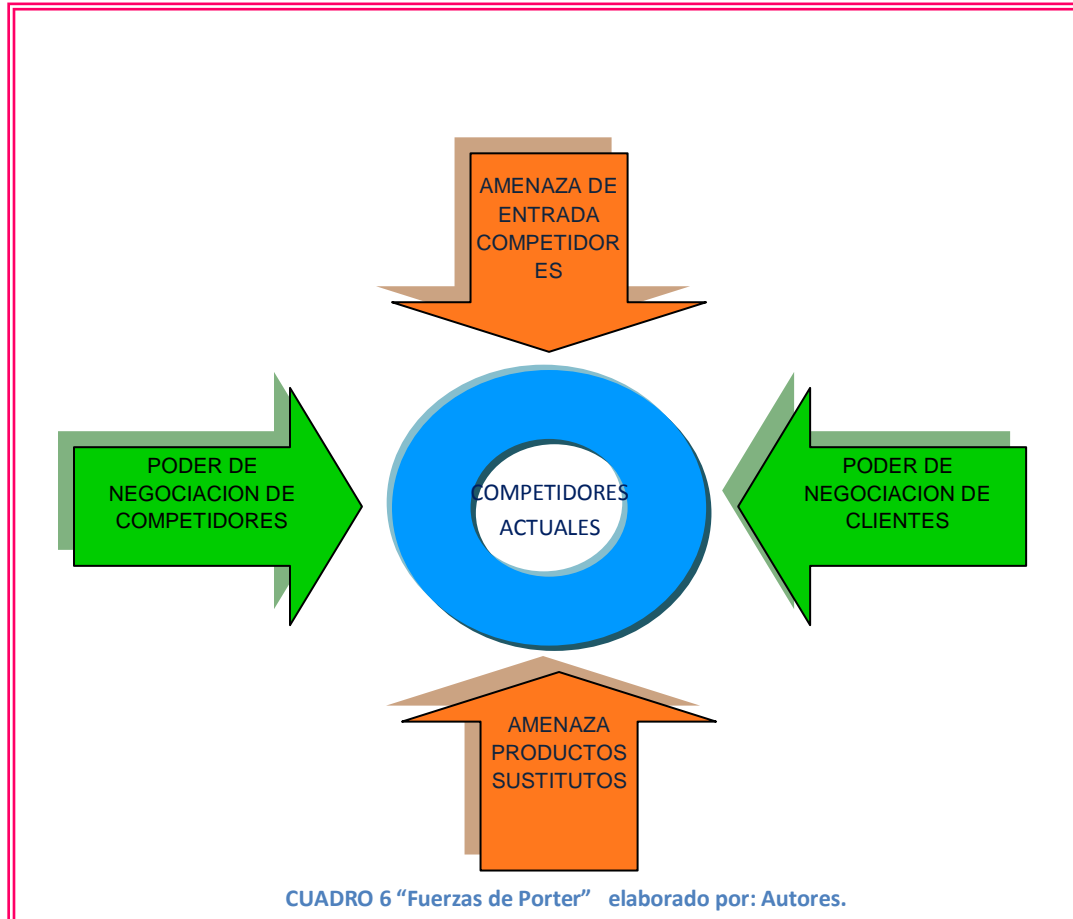 AMENAZA DE
ENTRADA
COMPETIDOR
ES
PODER DE
NEGOCIACION DE
COMPETIDORES
COMPETIDORES
ACTUALES
PODER DE
NEGOCIACION DE
CLIENTES
AMENAZA
PRODUCTOS
SUSTITUTOS
CUADRO 6 “Fuerzas de Porter” elaborado por: Autores.